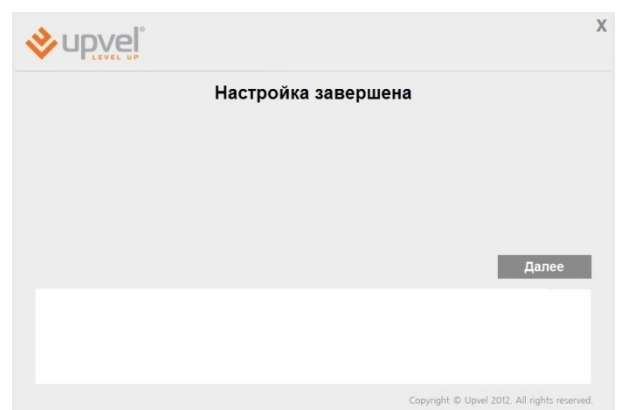 X
upvel®
LEVEL UP
Настройка завершена
Далее
Copyright © Upvel 2012. All rights reserved.